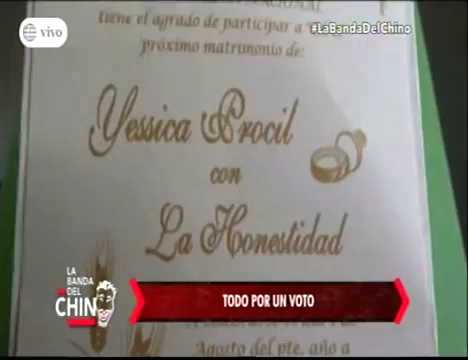 vivo
#LaBandaDelChino
tiene el agrado de participar a
próximo matrimonio de:
Yessica Procil
con
La Honestidad
LA
BANDA
DEL
CHINO
TODO POR UN VOTO
Agosto del pte. año a